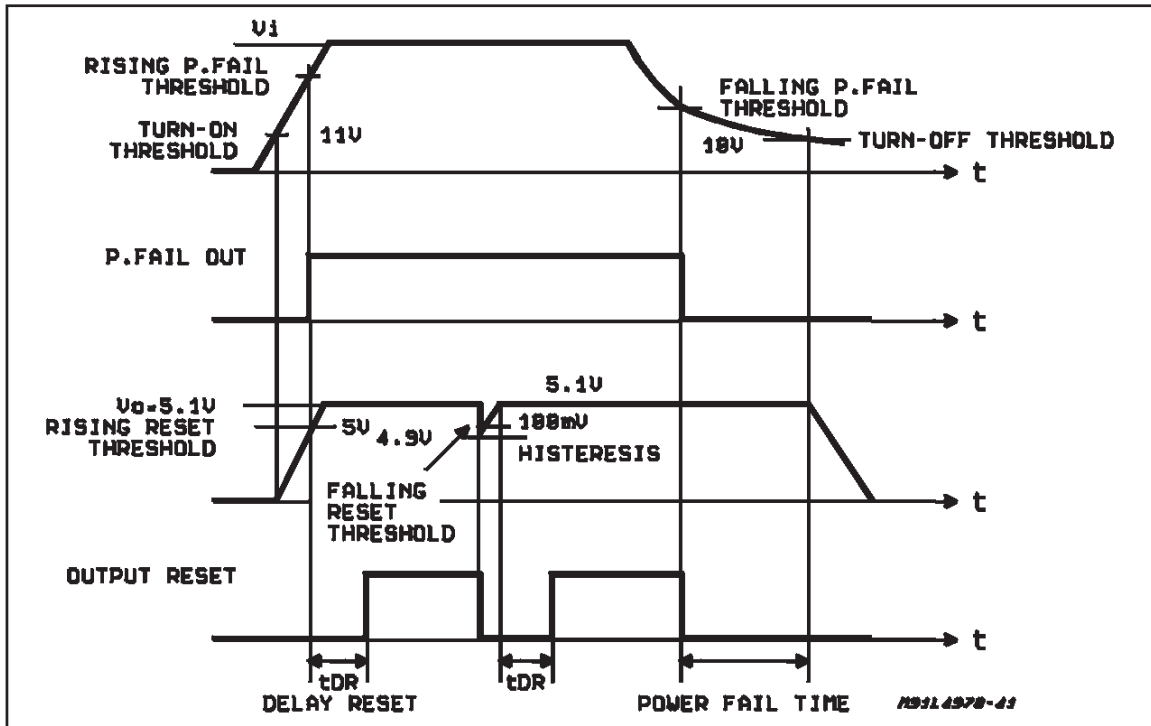 Vi
RISING P.FAIL
THRESHOLD
TURN-ON
THRESHOLD
11V
FALLING P.FAIL
THRESHOLD
10V
TURN-OFF THRESHOLD
t
P.FAIL OUT
t
Vo=5.1V
RISING RESET
THRESHOLD
5V
4.9V
5.1V
100mV
HISTERESIS
FALLING
RESET
THRESHOLD
t
OUTPUT RESET
t
tDR
DELAY RESET
tDR
POWER FAIL TIME